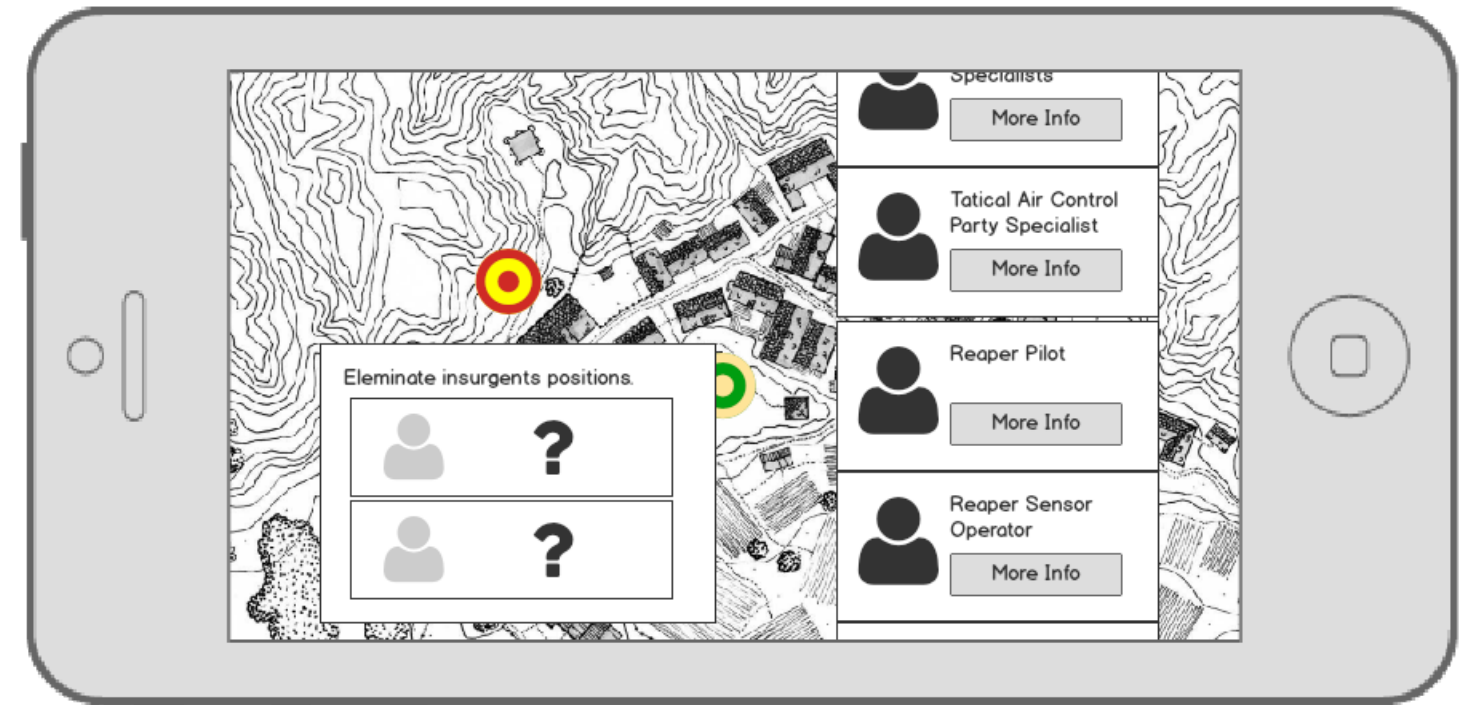 Specialists
More Info
Tatical Air Control
Party Specialist
More Info
Reaper Pilot
More Info
Reaper Sensor
Operator
More Info
Eleminate insurgents positions.
?
?